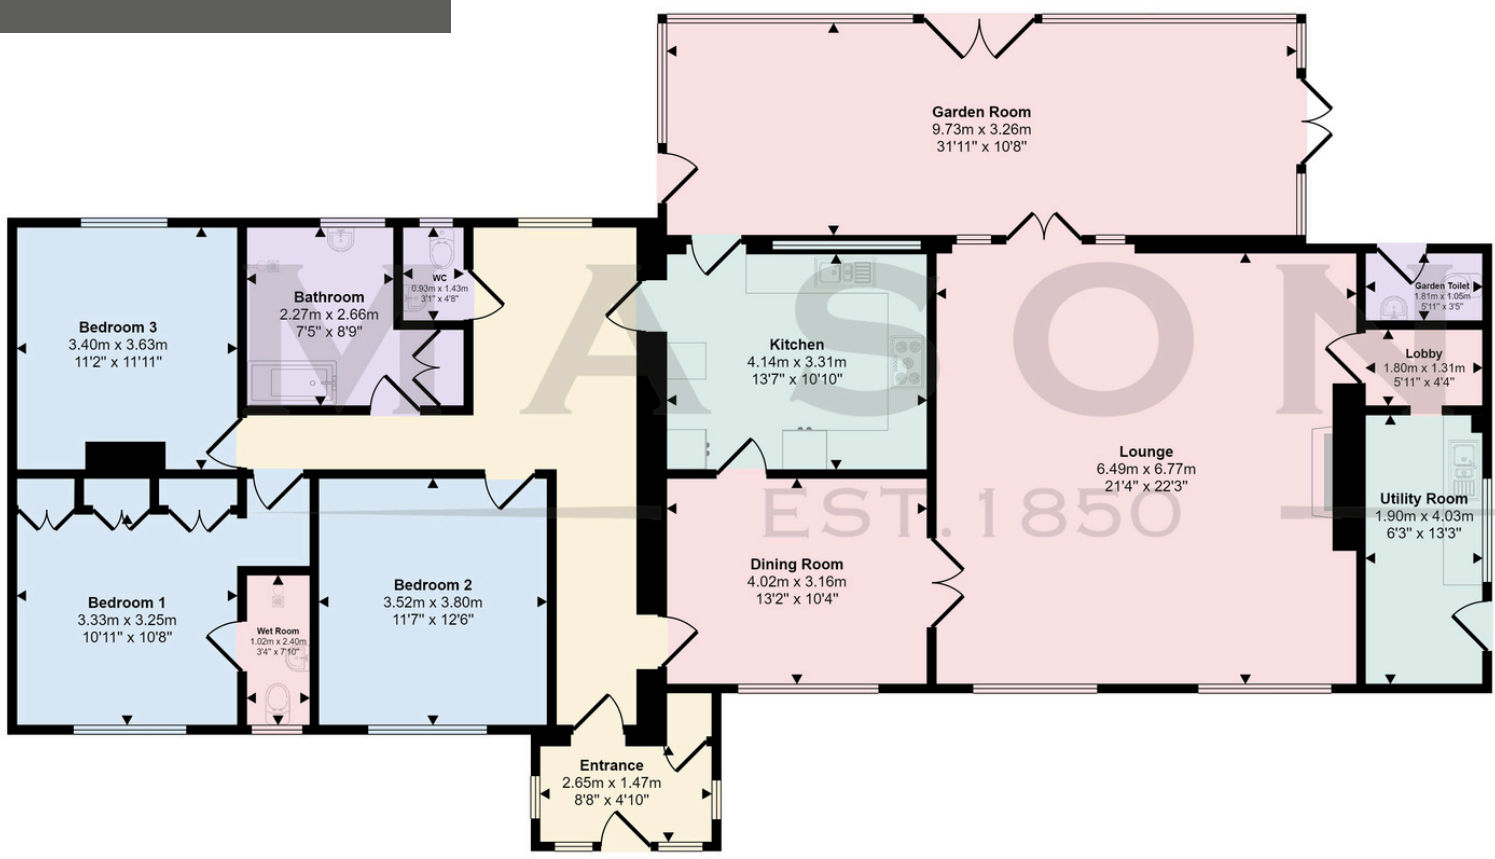 Garden Room
9.73m x 3.26m
31'11" x 10'8"
Bedroom 3
3.40m x 3.63m
11'2" x 11'11"
Bathroom
2.27m x 2.66m
7'5" x 8'9"
WC
0.93m x 1.43m
3'1" x 4'8"
Kitchen
4.14m x 3.31m
13'7" x 10'10"
Lounge
6.49m x 6.77m
21'4" x 22'3"
Garden Toilet
1.81m x 1.05m
5'11" x 3'5"
Lobby
1.80m x 1.31m
5'11" x 4'4"
Utility Room
1.90m x 4.03m
6'3" x 13'3"
MASON
EST.1850
Bedroom 1
3.33m x 3.25m
10'11" x 10'8"
Wet Room
1.02m x 2.40m
3'4" x 7'10"
Bedroom 2
3.52m x 3.80m
11'7" x 12'6"
Dining Room
4.02m x 3.16m
13'2" x 10'4"
Entrance
2.65m x 1.47m
8'8" x 4'10"